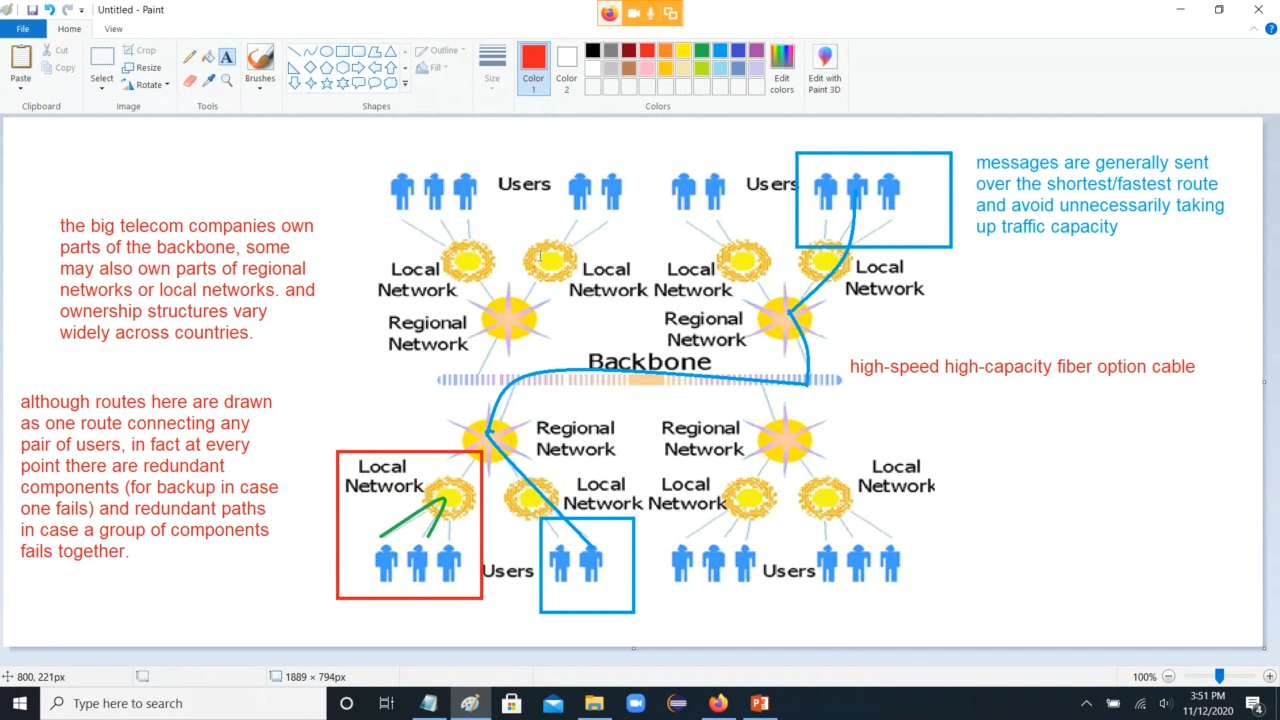 Untitled - Paint
File
Home
View
Paste
Cut
Copy
Clipboard
Select
Crop
Resize
Rotate
Image
Tools
Brushes
Outline
Fill
Shapes
Size
Color
1
Color
2
Edit
colors
Colors
Edit with
Paint 3D
the big telecom companies own
parts of the backbone, some
may also own parts of regional
networks or local networks. and
ownership structures vary
widely across countries.
although routes here are drawn
as one route connecting any
pair of users, in fact at every
point there are redundant
components (for backup in case
one fails) and redundant paths
in case a group of components
fails together.
Users
Users
Local
Network
Local
Network
Local
Network
Local
Network
Regional
Network
Regional
Network
Backbone
Regional
Network
Regional
Network
Local
Network
Local
Network
Local
Network
Local
Network
Users
Users
messages are generally sent
over the shortest/fastest route
and avoid unnecessarily taking
up traffic capacity
high-speed high-capacity fiber option cable
800, 221px
1889 × 794px
100%
Type here to search
3:51 PM
11/12/2020
4